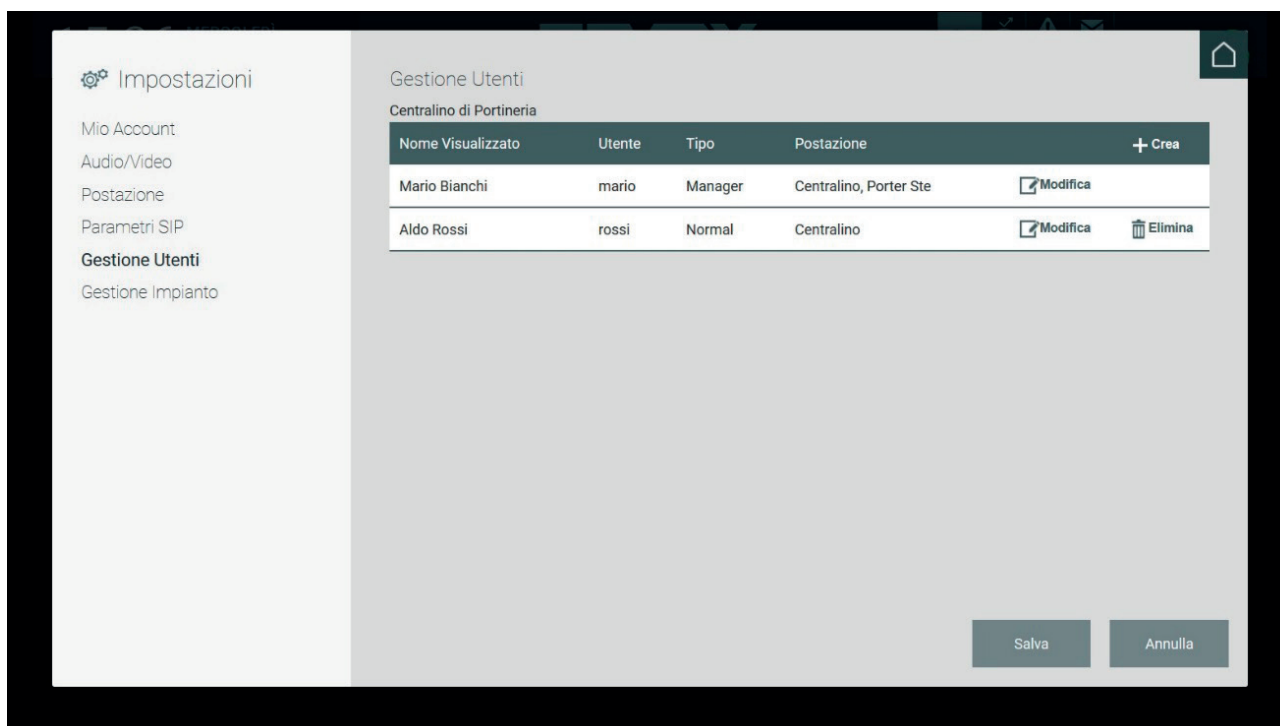 Impostazioni
Mio Account
Audio/Video
Postazione
Parametri SIP
Gestione Utenti
Gestione Impianto
Gestione Utenti
Centralino di Portineria
Nome Visualizzato Utente Tipo Postazione + Crea
Mario Bianchi mario Manager Centralino, Porter Ste Modifica
Aldo Rossi rossi Normal Centralino Modifica Elimina
Salva Annulla